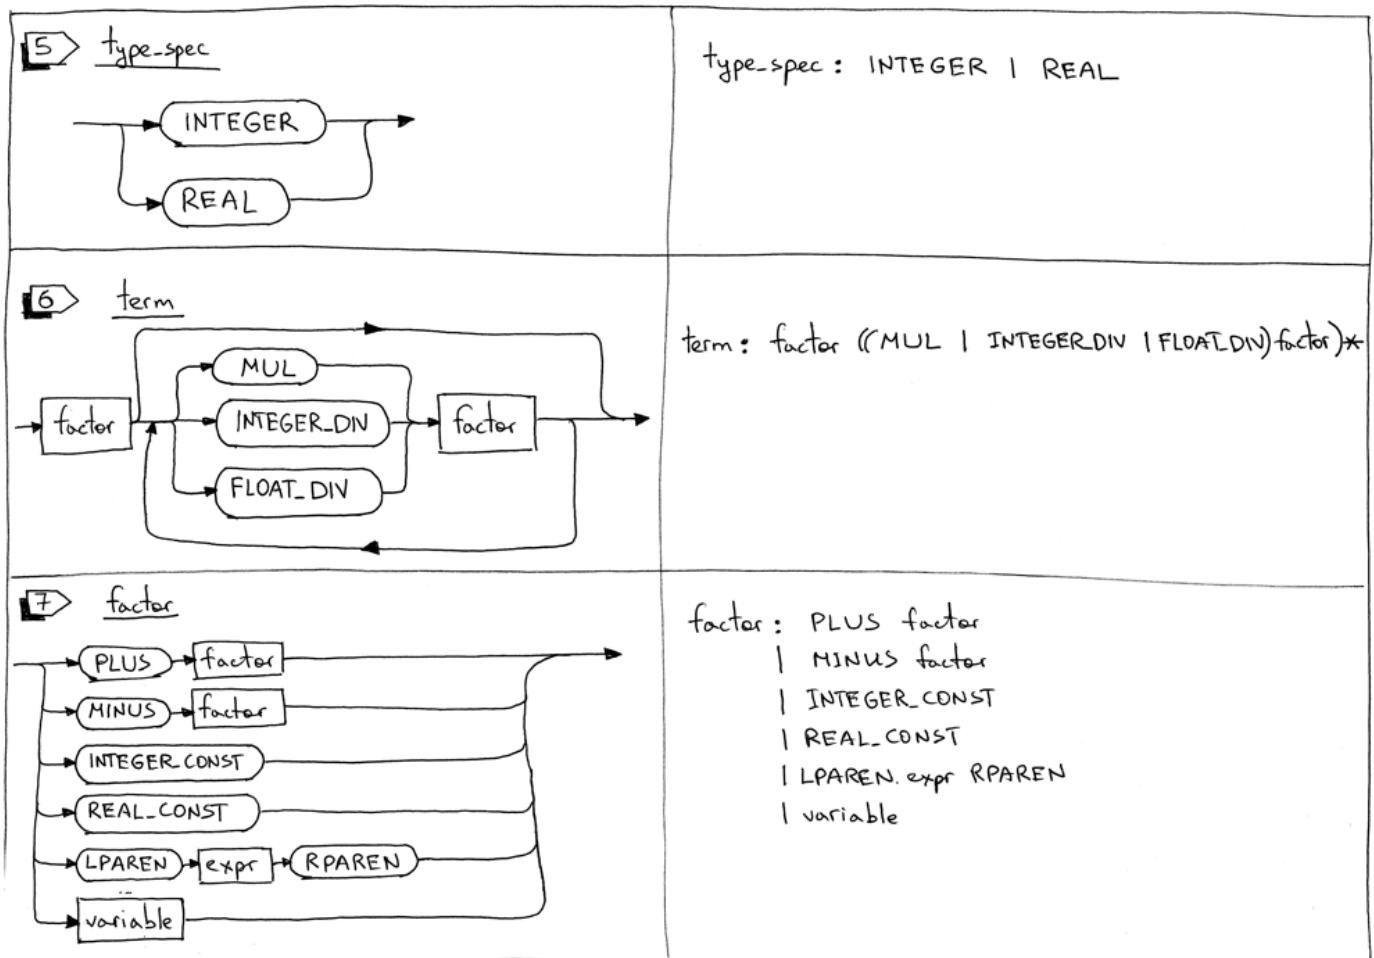 5 type_spec
INTEGER
REAL
type_spec : INTEGER | REAL
6 term
MUL
factor INTEGER_DIV factor
FLOAT_DIV
term : factor ((MUL | INTEGER_DIV | FLOAT_DIV) factor)*
7 factor
PLUS factor
MINUS factor
INTEGER_CONST
REAL_CONST
LPAREN expr RPAREN
variable
factor : PLUS factor
| MINUS factor
| INTEGER_CONST
| REAL_CONST
| LPAREN expr RPAREN
| variable